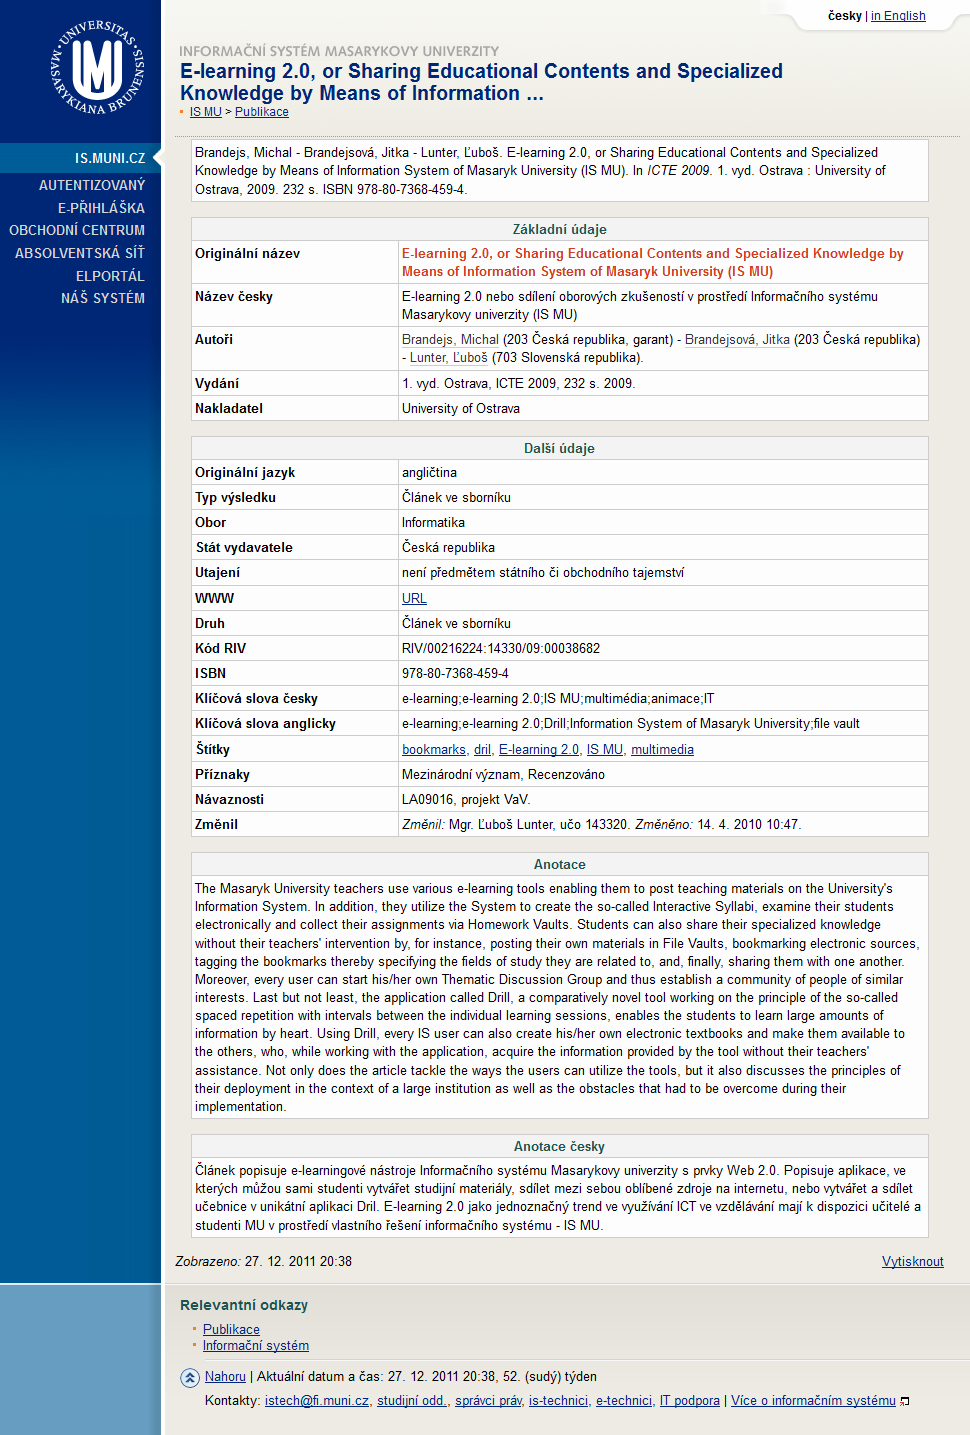 česky | in English
UNIVERSITAS MASARYKIANA BRUNENSIS
INFORMAČNÍ SYSTÉM MASARYKOVY UNIVERZITY
E-learning 2.0, or Sharing Educational Contents and Specialized
Knowledge by Means of Information ...
IS MU > Publikace
IS.MUNI.CZ
AUTENTIZOVANÝ
E-PŘIHLÁŠKA
OBCHODNÍ CENTRUM
ABSOLVENTSKÁ SÍŤ
ELPORTÁL
NÁŠ SYSTÉM
Brandejs, Michal - Brandejsová, Jitka - Lunter, Ľuboš. E-learning 2.0, or Sharing Educational Contents and Specialized
Knowledge by Means of Information System of Masaryk University (IS MU). In ICTE 2009. 1. vyd. Ostrava : University of
Ostrava, 2009. 232 s. ISBN 978-80-7368-459-4.
Základní údaje
Originální název E-learning 2.0, or Sharing Educational Contents and Specialized Knowledge by
Means of Information System of Masaryk University (IS MU)
Název česky E-learning 2.0 nebo sdílení oborových zkušeností v prostředí Informačního systému
Masarykovy univerzity (IS MU)
Autoři Brandejs, Michal (203 Česká republika, garant) - Brandejsová, Jitka (203 Česká republika)
- Lunter, Ľuboš (703 Slovenská republika).
Vydání 1. vyd. Ostrava, ICTE 2009, 232 s. 2009.
Nakladatel University of Ostrava
Další údaje
Originální jazyk angličtina
Typ výsledku Článek ve sborníku
Obor Informatika
Stát vydavatele Česká republika
Utajení není předmětem státního či obchodního tajemství
WWW URL
Druh Článek ve sborníku
Kód RIV RIV/00216224:14330/09:00038682
ISBN 978-80-7368-459-4
Klíčová slova česky e-learning;e-learning 2.0;IS MU;multimédia;animace;IT
Klíčová slova anglicky e-learning;e-learning 2.0;Drill;Information System of Masaryk University;file vault
Štítky bookmarks, dril, E-learning 2.0, IS MU, multimedia
Příznaky Mezinárodní význam, Recenzováno
Návaznosti LA09016, projekt VaV.
Změnil Změnil: Mgr. Ľuboš Lunter, učo 143320. Změněno: 14. 4. 2010 10:47.
Anotace
The Masaryk University teachers use various e-learning tools enabling them to post teaching materials on the University's
Information System. In addition, they utilize the System to create the so-called Interactive Syllabi, examine their students
electronically and collect their assignments via Homework Vaults. Students can also share their specialized knowledge
without their teachers' intervention by, for instance, posting their own materials in File Vaults, bookmarking electronic sources,
tagging the bookmarks thereby specifying the fields of study they are related to, and, finally, sharing them with one another.
Moreover, every user can start his/her own Thematic Discussion Group and thus establish a community of people of similar
interests. Last but not least, the application called Drill, a comparatively novel tool working on the principle of the so-called
spaced repetition with intervals between the individual learning sessions, enables the students to learn large amounts of
information by heart. Using Drill, every IS user can also create his/her own electronic textbooks and make them available to
the others, who, while working with the application, acquire the information provided by the tool without their teachers'
assistance. Not only does the article tackle the ways the users can utilize the tools, but it also discusses the principles of
their deployment in the context of a large institution as well as the obstacles that had to be overcome during their
implementation.
Anotace česky
Článek popisuje e-learningové nástroje Informačního systému Masarykovy univerzity s prvky Web 2.0. Popisuje aplikace, ve
kterých můžou sami studenti vytvářet studijní materiály, sdílet mezi sebou oblíbené zdroje na internetu, nebo vytvářet a sdílet
učebnice v unikátní aplikaci Dril. E-learning 2.0 jako jednoznačný trend ve využívání ICT ve vzdělávání mají k dispozici učitelé a
studenti MU v prostředí vlastního řešení informačního systému - IS MU.
Zobrazeno: 27. 12. 2011 20:38 Vytisknout
Relevantní odkazy
Publikace
Informační systém
Nahoru | Aktuální datum a čas: 27. 12. 2011 20:38, 52. (sudý) týden
Kontakty: istech@fi.muni.cz, studijní odd., správci práv, is-technici, e-technici, IT podpora | Více o informačním systému